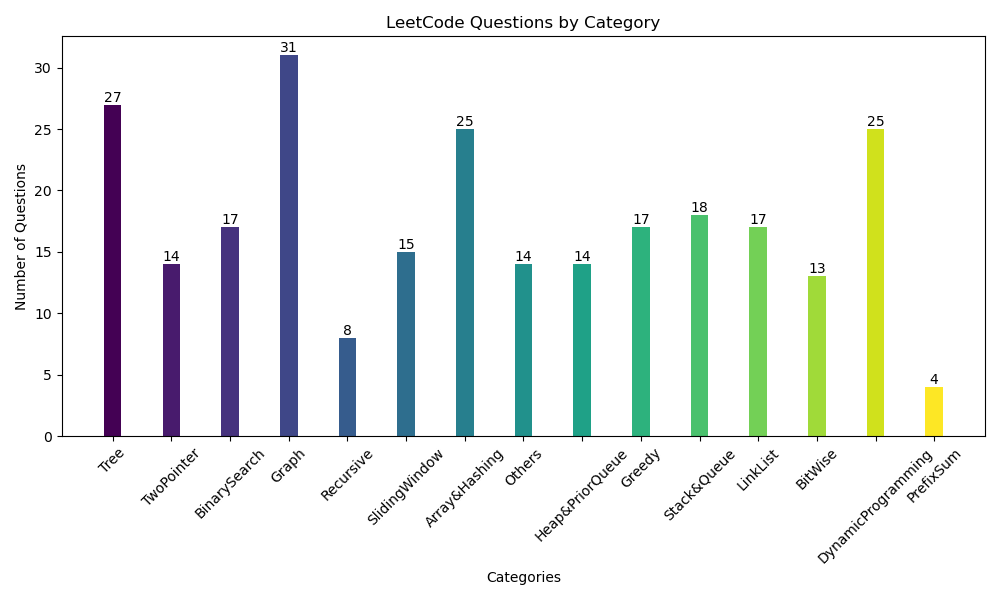 LeetCode Questions by Category
Number of Questions
30
25
20
15
10
5
0
27
14
17
31
8
15
25
14
14
17
18
17
13
25
4
Tree
TwoPointer
BinarySearch
Graph
Recursive
SlidingWindow
Array&Hashing
Others
Heap&PriorQueue
Greedy
Stack&Queue
LinkList
BitWise
DynamicProgramming
PrefixSum
Categories